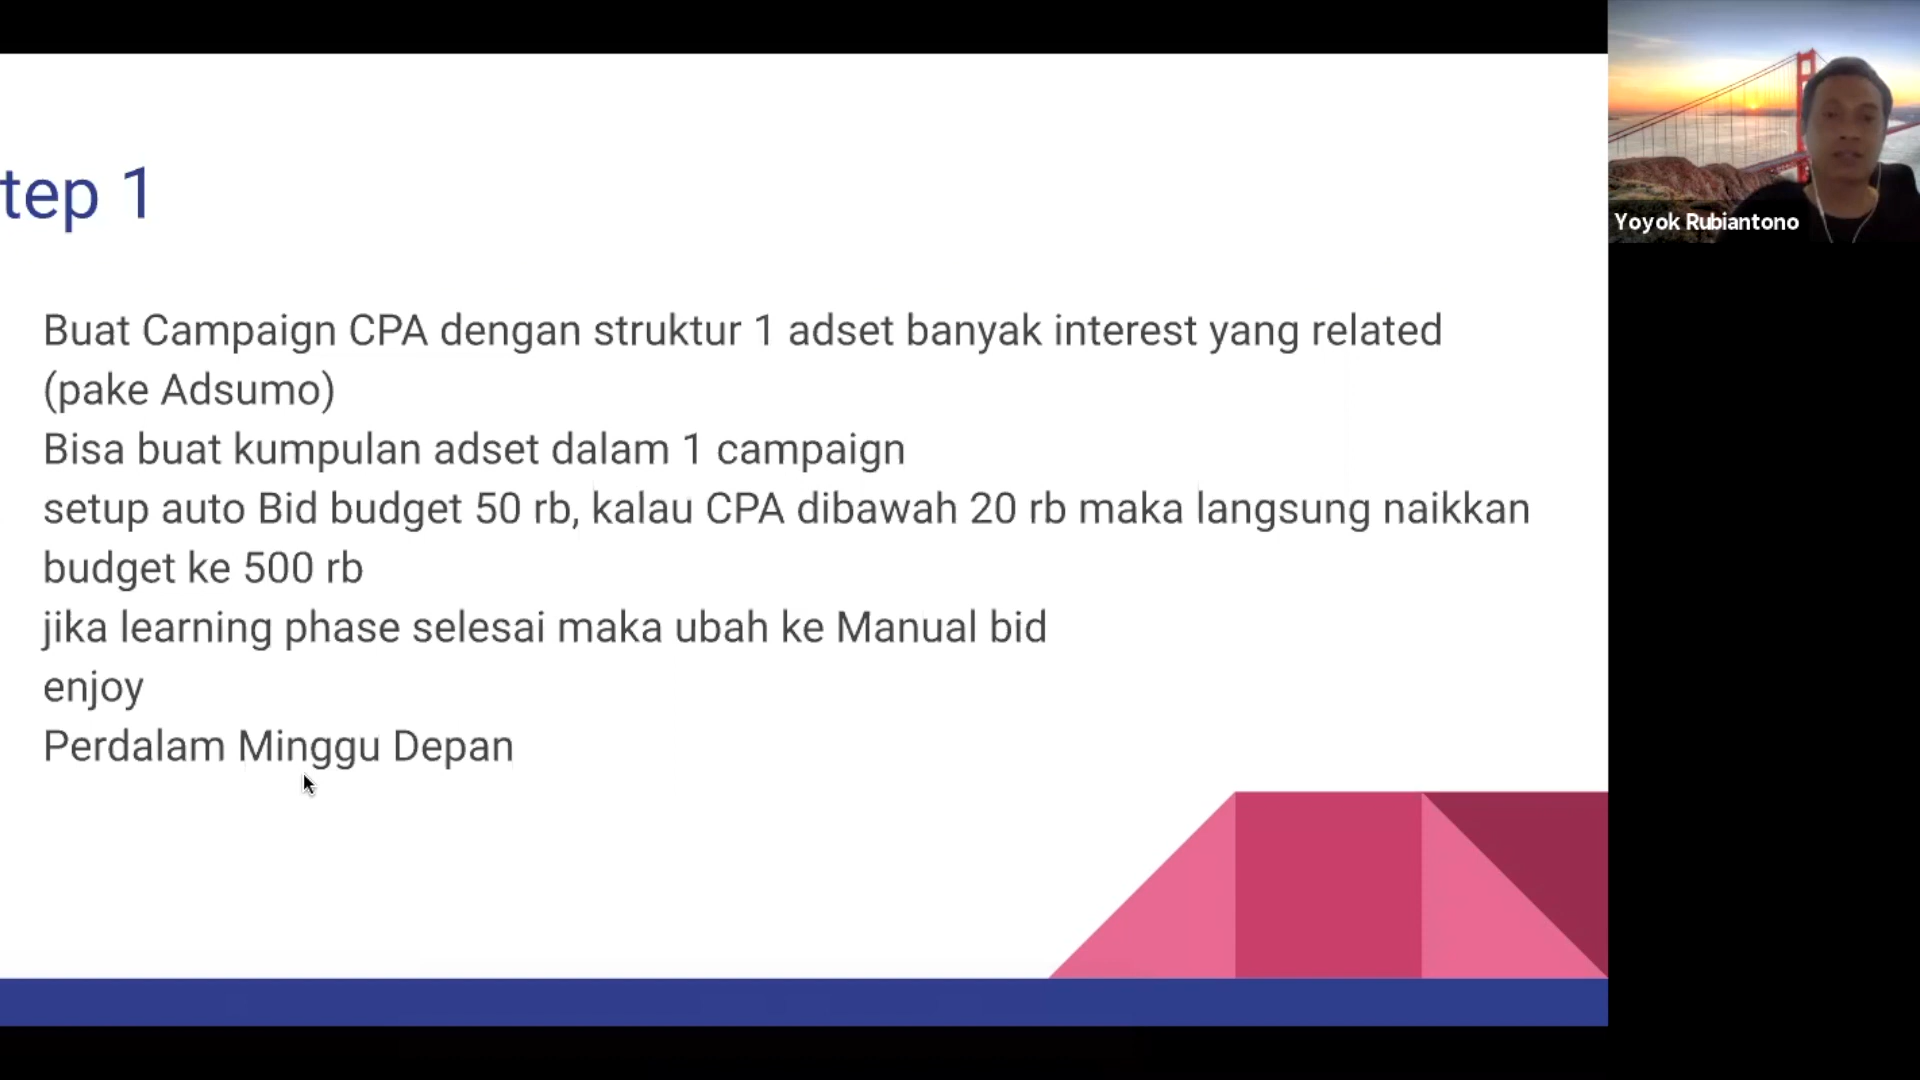 tep 1
Buat Campaign CPA dengan struktur 1 adset banyak interest yang related
(pake Adsumo)
Bisa buat kumpulan adset dalam 1 campaign
setup auto Bid budget 50 rb, kalau CPA dibawah 20 rb maka langsung naikkan
budget ke 500 rb
jika learning phase selesai maka ubah ke Manual bid
enjoy
Perdalam Minggu Depan
Yoyok Rubiantono